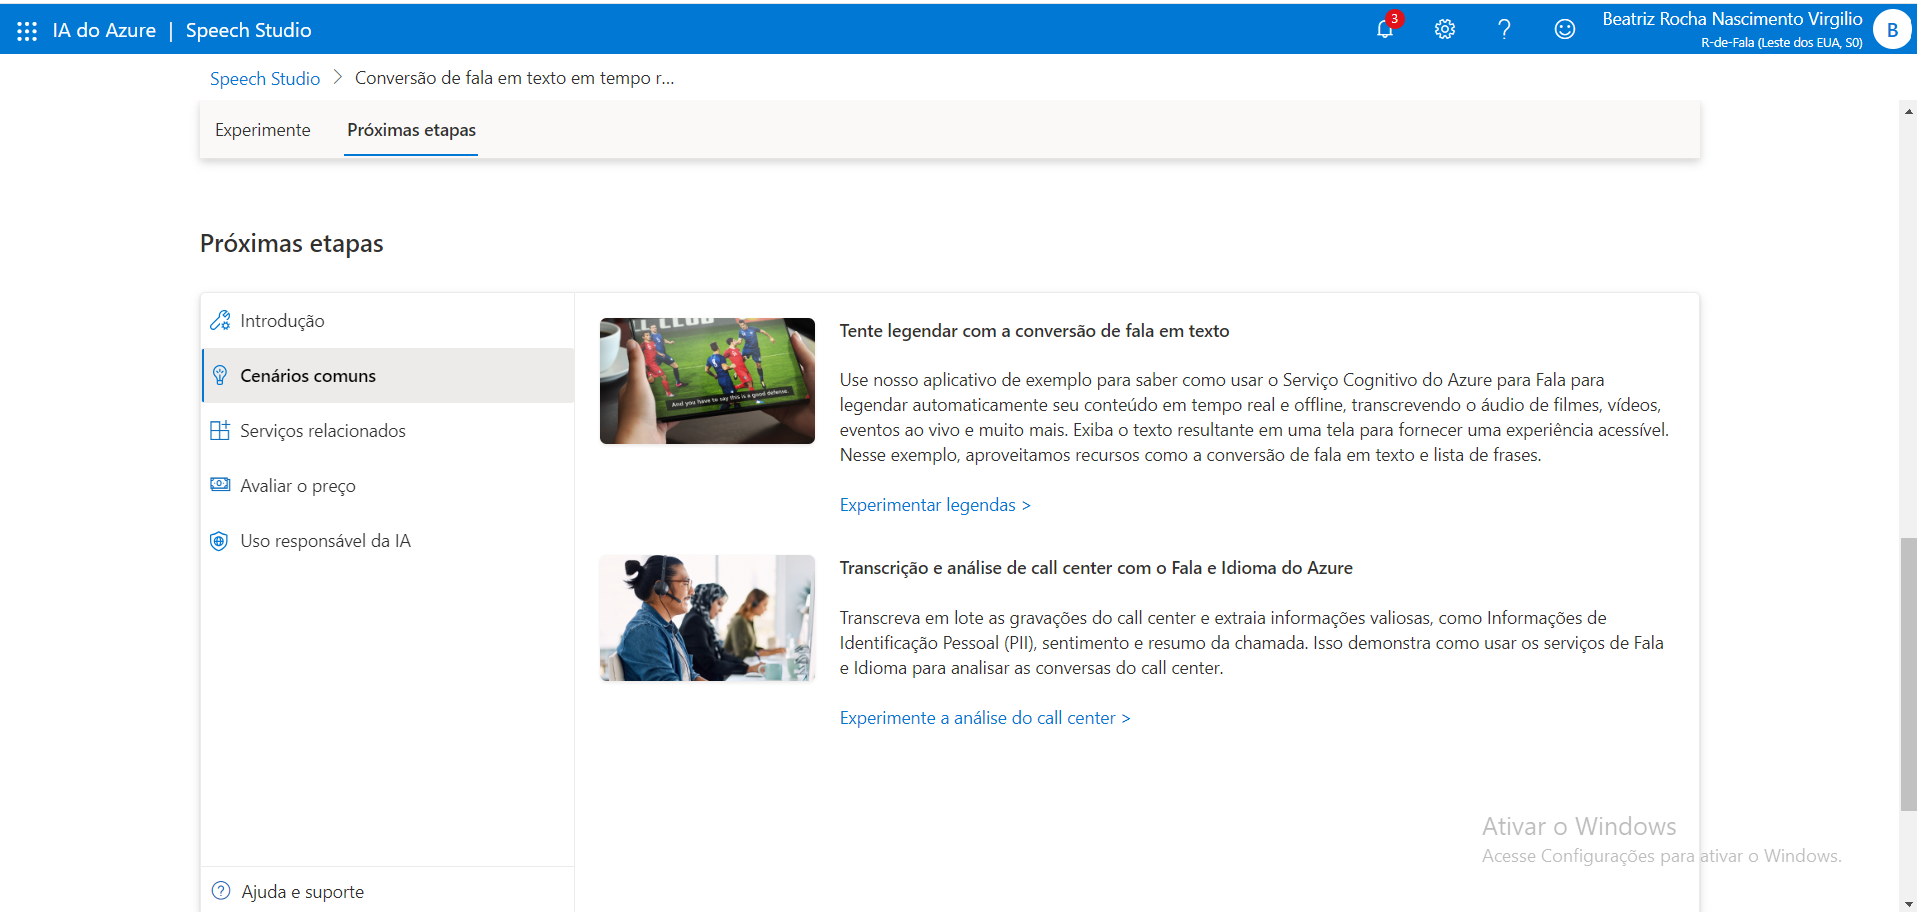 IA do Azure | Speech Studio
3
Beatriz Rocha Nascimento Virgilio
R-de-Fala (Leste dos EUA, S0)
B
Speech Studio > Conversão de fala em texto em tempo r...
Experimente
Próximas etapas
Próximas etapas
Introdução
Cenários comuns
Serviços relacionados
Avaliar o preço
Uso responsável da IA
Ajuda e suporte
And you have to say this is a good defense.
Tente legendar com a conversão de fala em texto
Use nosso aplicativo de exemplo para saber como usar o Serviço Cognitivo do Azure para Fala para
legendar automaticamente seu conteúdo em tempo real e offline, transcrevendo o áudio de filmes, vídeos,
eventos ao vivo e muito mais. Exiba o texto resultante em uma tela para fornecer uma experiência acessível.
Nesse exemplo, aproveitamos recursos como a conversão de fala em texto e lista de frases.
Experimentar legendas >
Transcrição e análise de call center com o Fala e Idioma do Azure
Transcreva em lote as gravações do call center e extraia informações valiosas, como Informações de
Identificação Pessoal (PII), sentimento e resumo da chamada. Isso demonstra como usar os serviços de Fala
e Idioma para analisar as conversas do call center.
Experimente a análise do call center >
Ativar o Windows
Acesse Configurações para ativar o Windows.